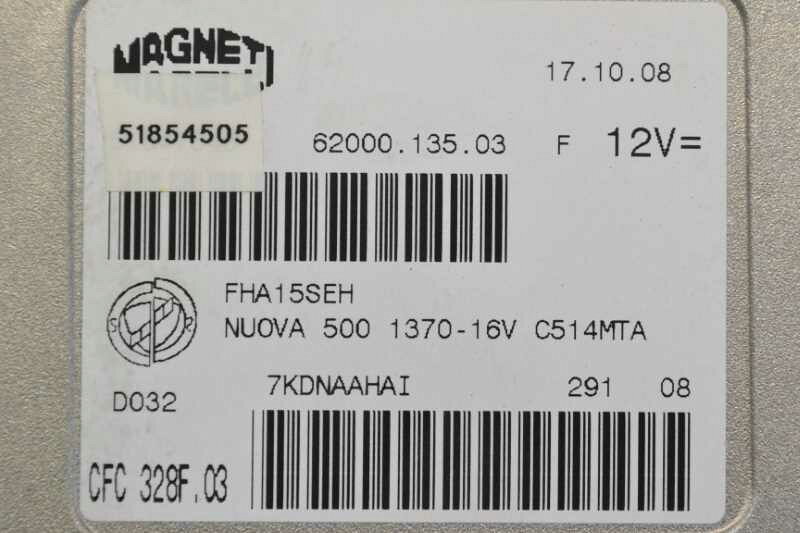 MAGNETI
MARELLI
17.10.08
51854505
62000.135.03 F 12V=
FHA15SEH
S R
NUOVA 500 1370-16V C514MTA
D032
7KDNAAHAI 291 08
CFC 328F.03